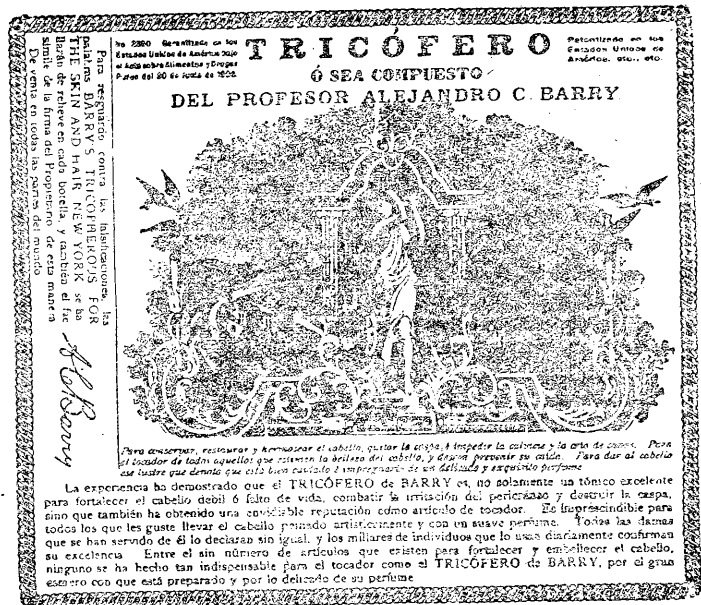 No 2390 Garantizado en los
Estados Unidos de América bajo
el Acta sobre Alimentos y Drogas
Puras del 30 de Junio de 1906.
TRICÓFERO
Ó SEA COMPUESTO
DEL PROFESOR ALEJANDRO C. BARRY
Patentizado en los
Estados Unidos de
América, etc., etc.
Para resguardo contra las falsificaciones, las
palabras BARRY'S TRICOPHEROUS FOR
THE SKIN AND HAIR NEW YORK se ha
llarán de relieve en cada botella, y también el fac
simile de la firma del Propietario de esta manera
De venta en todas las partes del mundo
A C Barry
Para conservar, restaurar y hermosear el cabello, quitar la caspa, é impedir la calvicie y la cria de canas. Para
el tocador de todos aquellos que estimen la belleza del cabello, y deseen prevenir su caida. Para dar al cabello
ese lustre que denota que está bien cuidado é impregnarlo de un delicado y exquisito perfume
La experiencia ha demostrado que el TRICÓFERO de BARRY es, no solamente un tónico excelente
para fortalecer el cabello debil ó falto de vida, combatir la irritación del pericráneo y destruir la caspa,
sino que también ha obtenido una envidiable reputación cómo artículo de tocador. Es imprescindible para
todos los que les guste llevar el cabello peinado artisticamente y con un suave perfume. Todas las damas
que se han servido de él lo declaran sin igual, y los millares de individuos que lo usan diariamente confirman
su excelencia Entre el sin número de artículos que existen para fortalecer y embellecer el cabello,
ninguno se ha hecho tan indispensable para el tocador como el TRICÓFERO de BARRY, por el gran
esmero con que está preparado y por lo delicado de su perfume